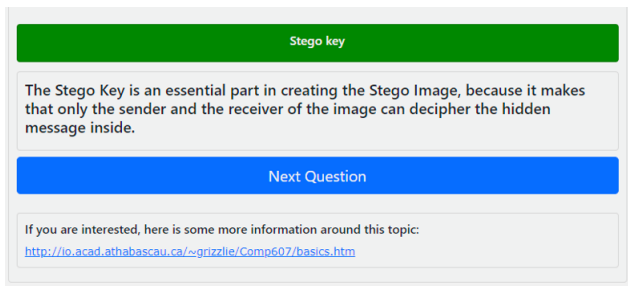 Stego key
The Stego Key is an essential part in creating the Stego Image, because it makes
that only the sender and the receiver of the image can decipher the hidden
message inside.
Next Question
If you are interested, here is some more information around this topic:
http://io.acad.athabascau.ca/~grizzlie/Comp607/basics.htm